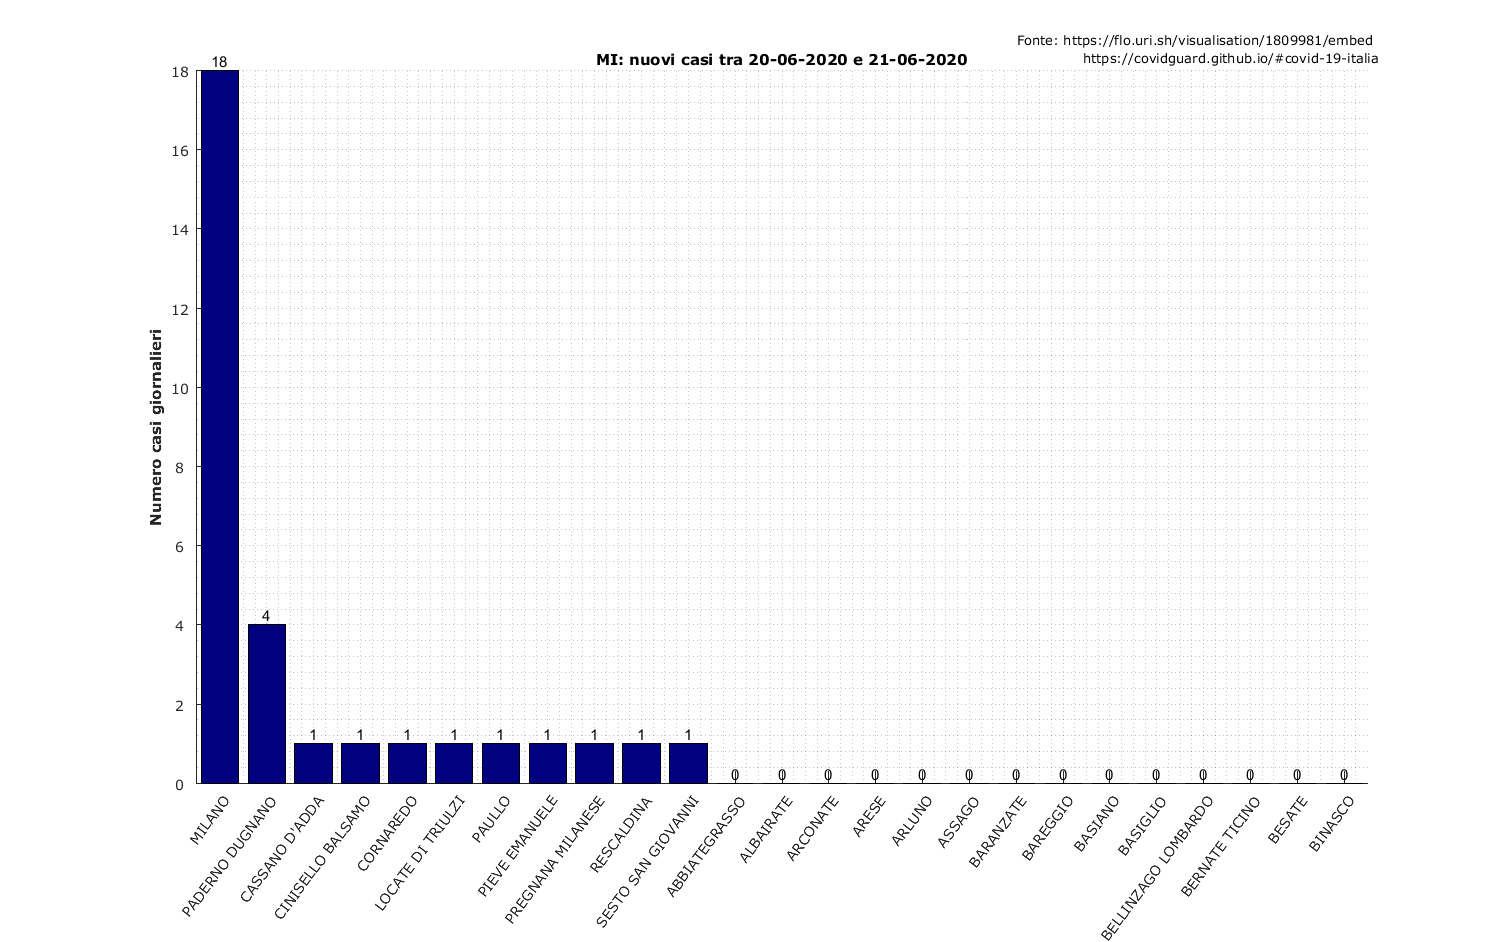 Fonte: https://flo.uri.sh/visualisation/1809981/embed
https://covidguard.github.io/#covid-19-italia
MI: nuovi casi tra 20-06-2020 e 21-06-2020
Numero casi giornalieri
18
16
14
12
10
8
6
4
2
0
18
4
1
1
1
1
1
1
1
1
1
0
0
0
0
0
0
0
0
0
0
0
0
0
0
MILANO
PADERNO DUGNANO
CASSANO D'ADDA
CINISELLO BALSAMO
CORNAREDO
LOCATE DI TRIULZI
PAULLO
PIEVE EMANUELE
PREGNANA MILANESE
RESCALDINA
SESTO SAN GIOVANNI
ABBIATEGRASSO
ALBAIRATE
ARCONATE
ARESE
ARLUNO
ASSAGO
BARANZATE
BAREGGIO
BASIANO
BASIGLIO
BELLINZAGO LOMBARDO
BERNATE TICINO
BESATE
BINASCO